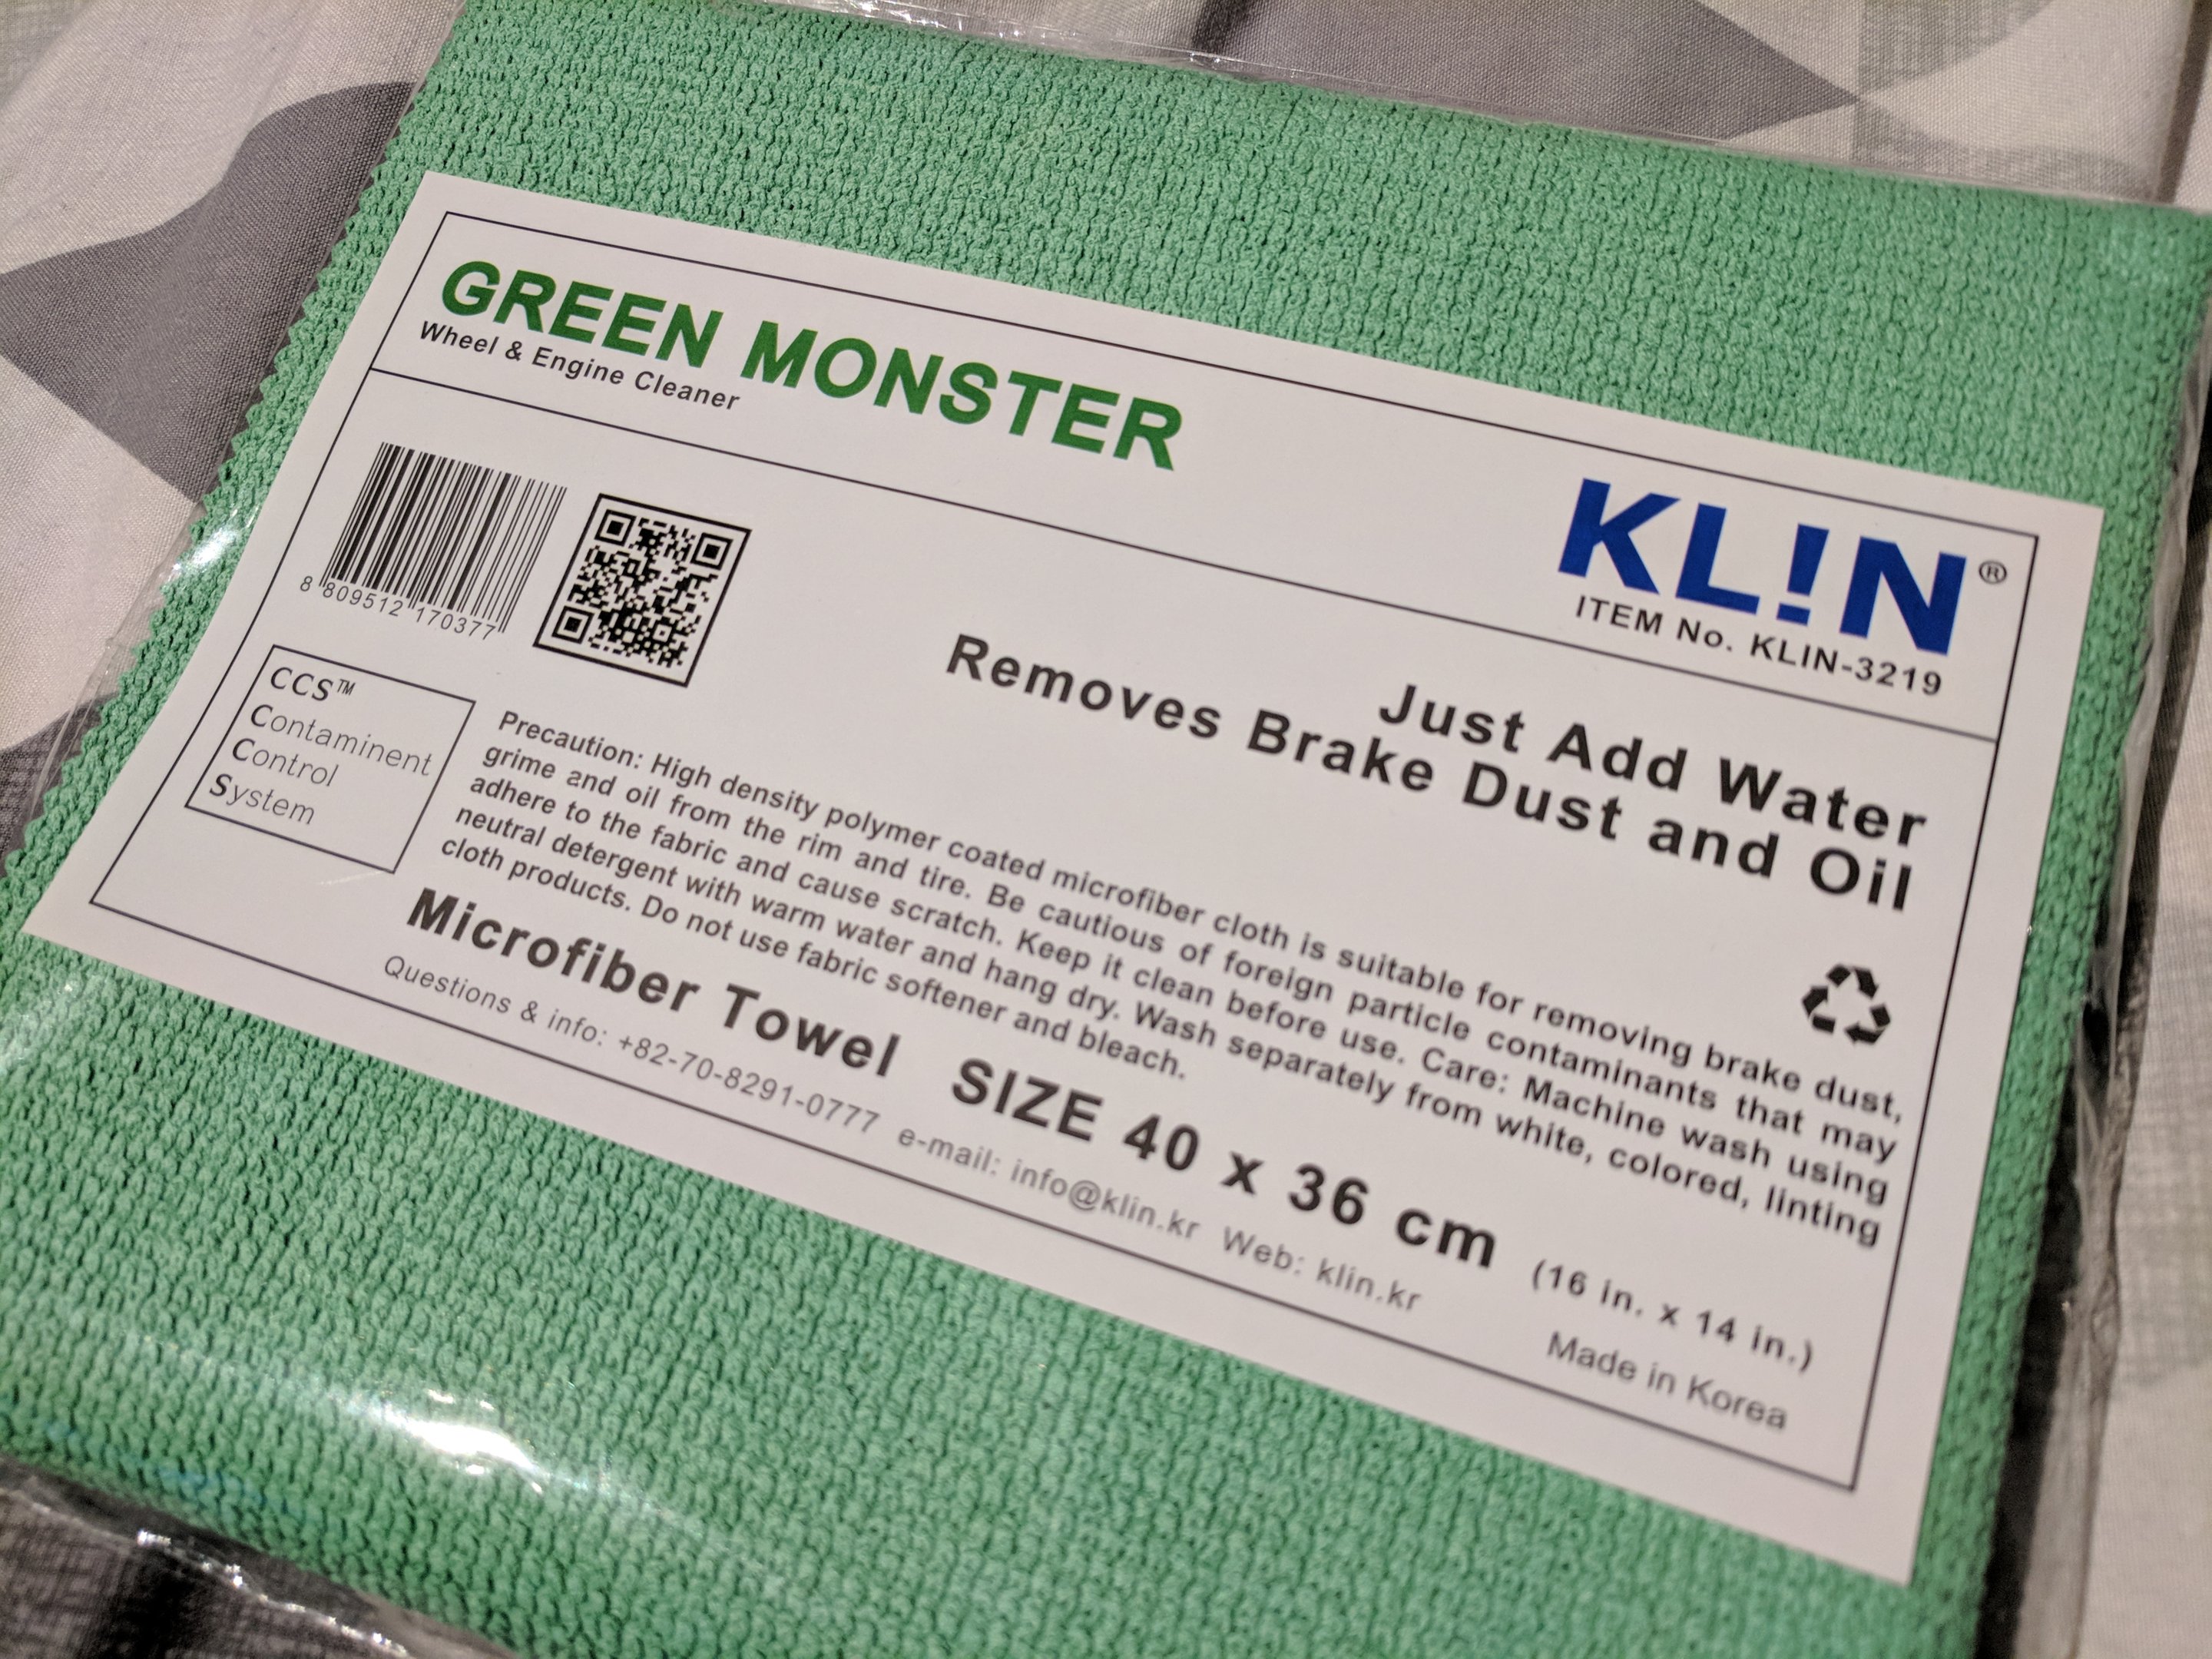 GREEN MONSTER
Wheel & Engine Cleaner
KL!N®
ITEM No. KLIN-3219
8 809512 170377
Just Add Water
Removes Brake Dust and Oil
CCS™
Contaminent
Control
System
Precaution: High density polymer coated microfiber cloth is suitable for removing brake dust,
grime and oil from the rim and tire. Be cautious of foreign particle contaminants that may
adhere to the fabric and cause scratch. Keep it clean before use. Care: Machine wash using
neutral detergent with warm water and hang dry. Wash separately from white, colored, linting
cloth products. Do not use fabric softener and bleach.
Microfiber Towel SIZE 40 x 36 cm (16 in. x 14 in.)
Questions & info: +82-70-8291-0777 e-mail: info@klin.kr Web: klin.kr Made in Korea